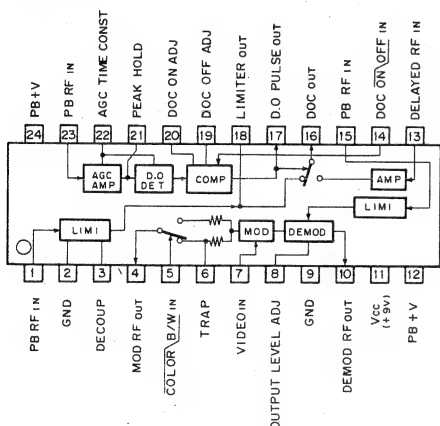 PB+V
PB RF IN
AGC TIME CONST
PEAK HOLD
DOC ON ADJ
DOC OFF ADJ
LIMITER OUT
D.O PULSE OUT
DOC OUT
PB RF IN
DOC ON/OFF IN
DELAYED RF IN
24 23 22 21 20 19 18 17 16 15 14 13
AGC AMP
D.O DET
COMP
AMP
LIMI
LIMI
MOD
DEMOD
1 2 3 4 5 6 7 8 9 10 11 12
PB RF IN
GND
DECOUP
MOD RF OUT
COLOR B/W IN
TRAP
VIDEO IN
OUTPUT LEVEL ADJ
GND
DEMOD RF OUT
VCC (+9V)
PB+V